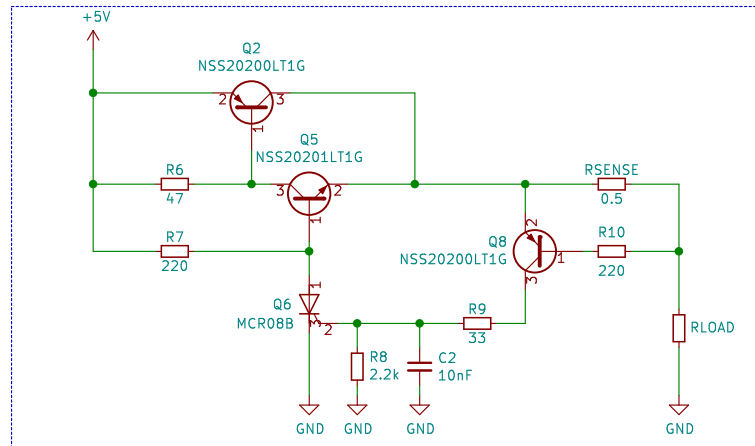 +5V
Q2
NSS20200LT1G
2
3
1
Q5
NSS20201LT1G
R6
47
3
2
1
RSENSE
0.5
R7
220
Q8
NSS20200LT1G
2
1
3
R10
220
Q6
MCR08B
1
3
2
R9
33
RLOAD
R8
2.2k
C2
10nF
GND
GND
GND
GND